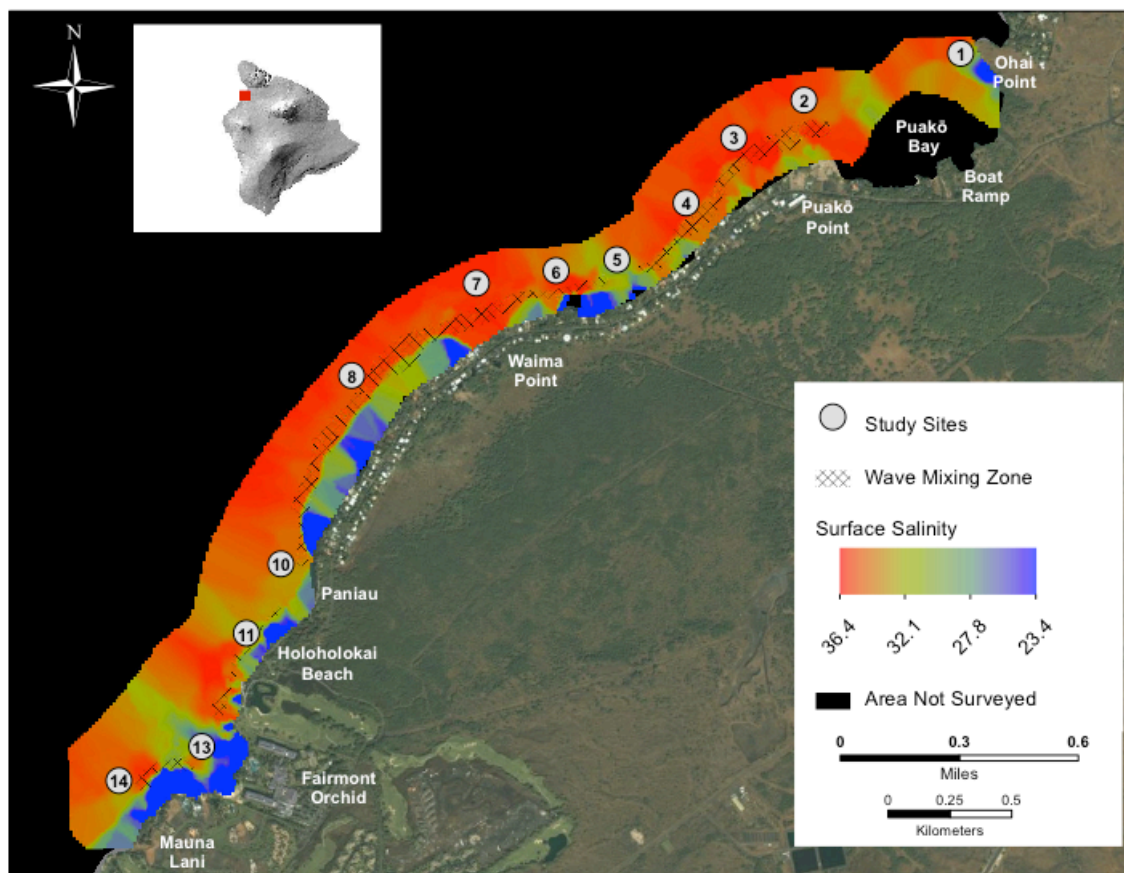 N
1
Ohai
Point
2
Puakō
Bay
3
Boat
Ramp
4
Puakō
Point
5
6
7
Waima
Point
8
10
Paniau
11
Holoholokai
Beach
13
14
Fairmont
Orchid
Mauna
Lani
Study Sites
Wave Mixing Zone
Surface Salinity
36.4
32.1
27.8
23.4
Area Not Surveyed
0 0.3 0.6
Miles
0 0.25 0.5
Kilometers